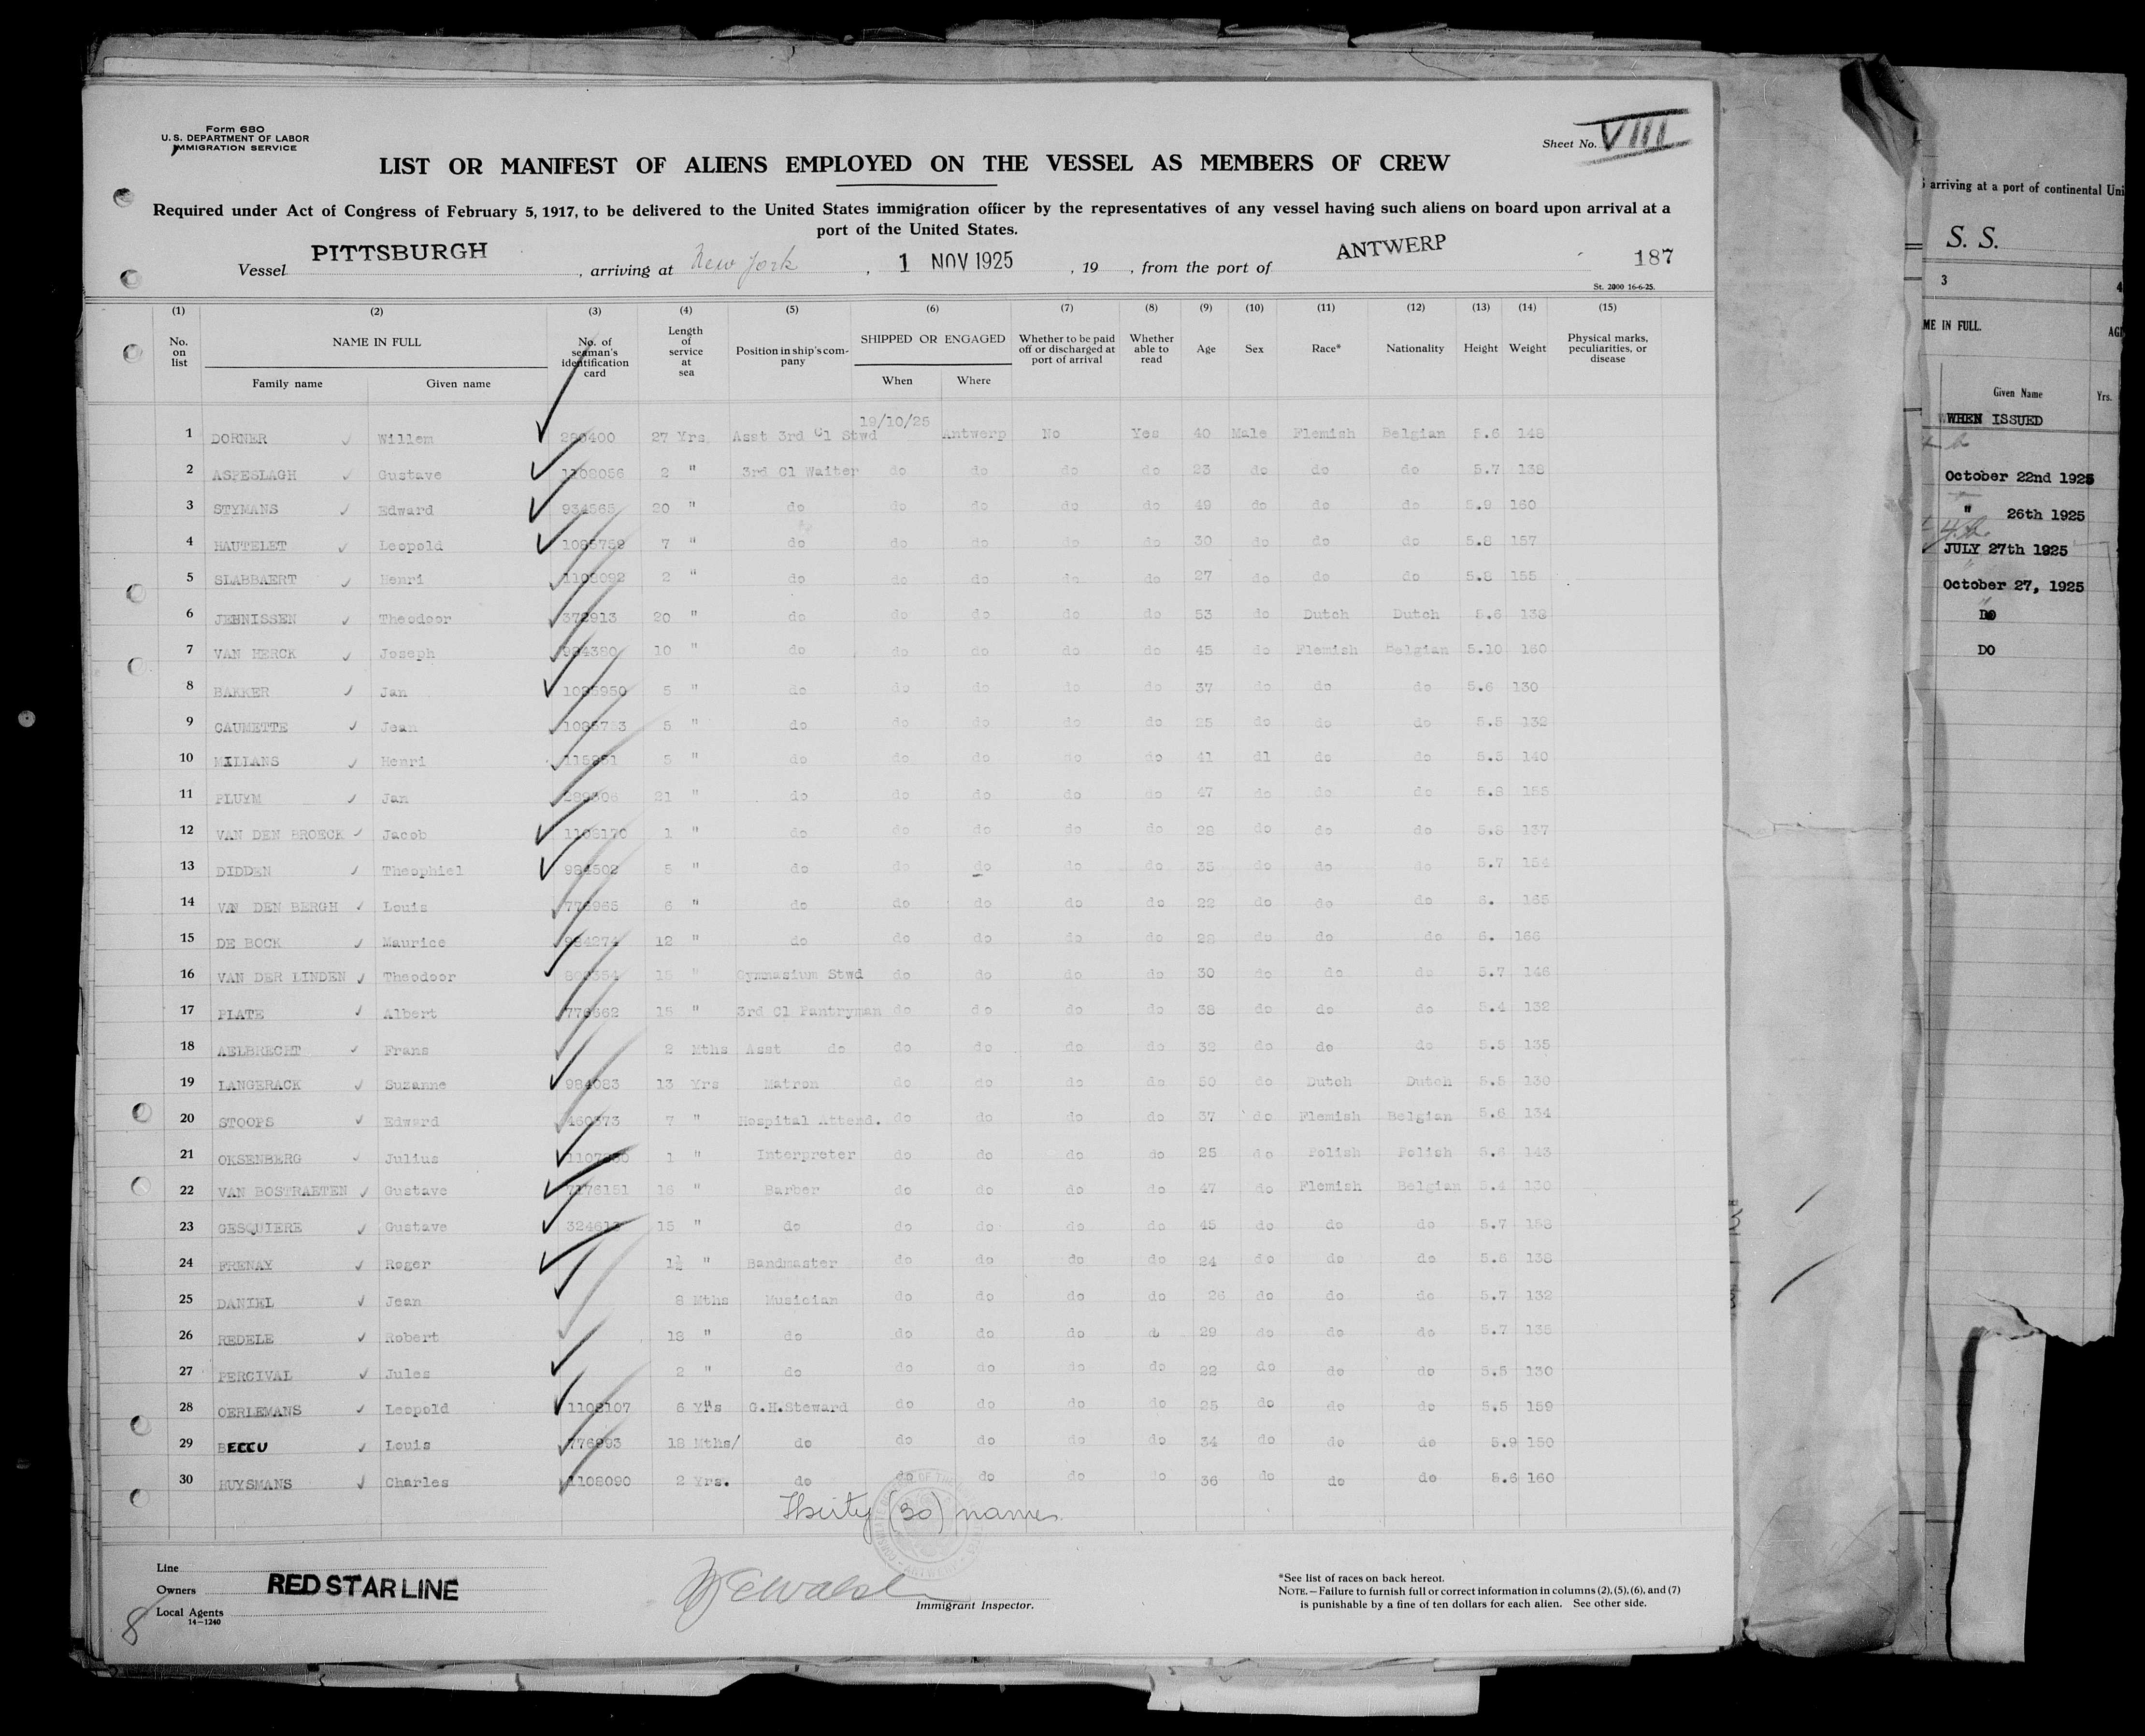 Form 680
U. S. DEPARTMENT OF LABOR
IMMIGRATION SERVICE
Sheet No. VIII
LIST OR MANIFEST OF ALIENS EMPLOYED ON THE VESSEL AS MEMBERS OF CREW
Required under Act of Congress of February 5, 1917, to be delivered to the United States immigration officer by the representatives of any vessel having such aliens on board upon arrival at a
port of the United States.
Vessel PITTSBURGH, arriving at New York, 1 NOV 1925, 19 , from the port of ANTWERP 187
St. 2000 16-6-25.
(1) (2) (3) (4) (5) (6) (7) (8) (9) (10) (11) (12) (13) (14) (15)
No. on list NAME IN FULL Family name Given name No. of seaman's identification card Length of service at sea Position in ship's company SHIPPED OR ENGAGED When Where Whether to be paid off or discharged at port of arrival Whether able to read Age Sex Race* Nationality Height Weight Physical marks, peculiarities, or disease
1 DORNER Willem 27 Yrs Asst 3rd Cl Stwd 19/10/25 Antwerp No Yes 40 Male Flemish Belgian 5.6 148
2 ASPESLAGH Gustave 1108056 2 " 3rd Cl Waiter do do do do 23 do do do 5.7 138
3 STYMANS Edward 934565 20 " do do do do do 49 do do do 5.9 160
4 HAUTELET Leopold 1085759 7 " do do do do do 30 do do do 5.8 157
5 SLABBAERT Henri 1108092 2 " do do do do do 27 do do do 5.8 155
6 JEHNISSEN Theodoor 20 " do do do do do 53 do Dutch Dutch 5.6 138
7 VAN HERCK Joseph 984380 10 " do do do do do 45 do Flemish Belgian 5.10 160
8 BAKKER Jan 1085950 5 " do do do do do 37 do do do 5.6 130
9 CAUMETTE Jean 5 " do do do do do 25 do do do 5.5 132
10 MILLANS Henri 5 " do do do no do 41 dl do do 5.5 140
11 PLUYM Jan 21 " do do do do do 47 do do do 5.8 155
12 VAN DEN BROECK Jacob 1106170 1 " do do do do do 28 do do do 5.8 137
13 DIDDEN Theophiel 984502 5 " do do do do do 35 do do do 5.7 154
14 VAN DEN BERGH Louis 6 " do do do do do 22 do do do 6. 165
15 DE BOCK Maurice 984274 12 " do do do do do 28 do do do 6. 166
16 VAN DER LINDEN Theodoor 15 " Gymnasium Stwd do do do do 30 do do do 5.7 146
17 PLATE Albert 15 " 3rd Cl Pantryman do do do do 38 do do do 5.4 132
18 AELBRECHT Frans 2 Mths Asst do do do do do 32 do do do 5.5 135
19 LANGERACK Suzanne 984083 13 Yrs Matron do do do do 50 do Dutch Dutch 5.5 130
20 STOOPS Edward 7 " Hospital Attend. do do do do 37 do Flemish Belgian 5.6 134
21 OKSENBERG Julius 1 " Interpreter do do do do 25 do Polish Polish 5.6 143
22 VAN BOSTRAETEN Gustave 16 " Barber do do do do 47 do Flemish Belgian 5.4 130
23 GESQUIERE Gustave 15 " do do do do do 45 do do do 5.7 158
24 FRENAY Roger 1½ " Bandmaster do do do do 24 do do do 5.6 138
25 DANIEL Jean 8 Mths Musician do do do do 26 do do do 5.7 132
26 REDELE Robert 18 " do do do do 29 do do do 5.7 135
27 PERCIVAL Jules 2 " do do do do do 22 do do do 5.5 130
28 OERLEMANS Leopold 1108107 6 Yrs G.H.Steward do do do do 25 do do do 5.5 159
29 BECCU Louis 776993 18 Mths/ do do do do do 34 do do do 5.9 150
30 HUYSMANS Charles 1108090 2 Yrs. do do do do do 36 do do do 5.6 160
Thirty (30) names
Line
Owners RED STAR LINE
Local Agents
14—1240
8
Immigrant Inspector.
*See list of races on back hereof.
NOTE.—Failure to furnish full or correct information in columns (2), (5), (6), and (7)
is punishable by a fine of ten dollars for each alien. See other side.
arriving at a port of continental Uni
S. S.
3 4
ME IN FULL. AG
Given Name Yrs.
WHEN ISSUED
October 22nd 1925
" 26th 1925
JULY 27th 1925
October 27, 1925
DO
DO